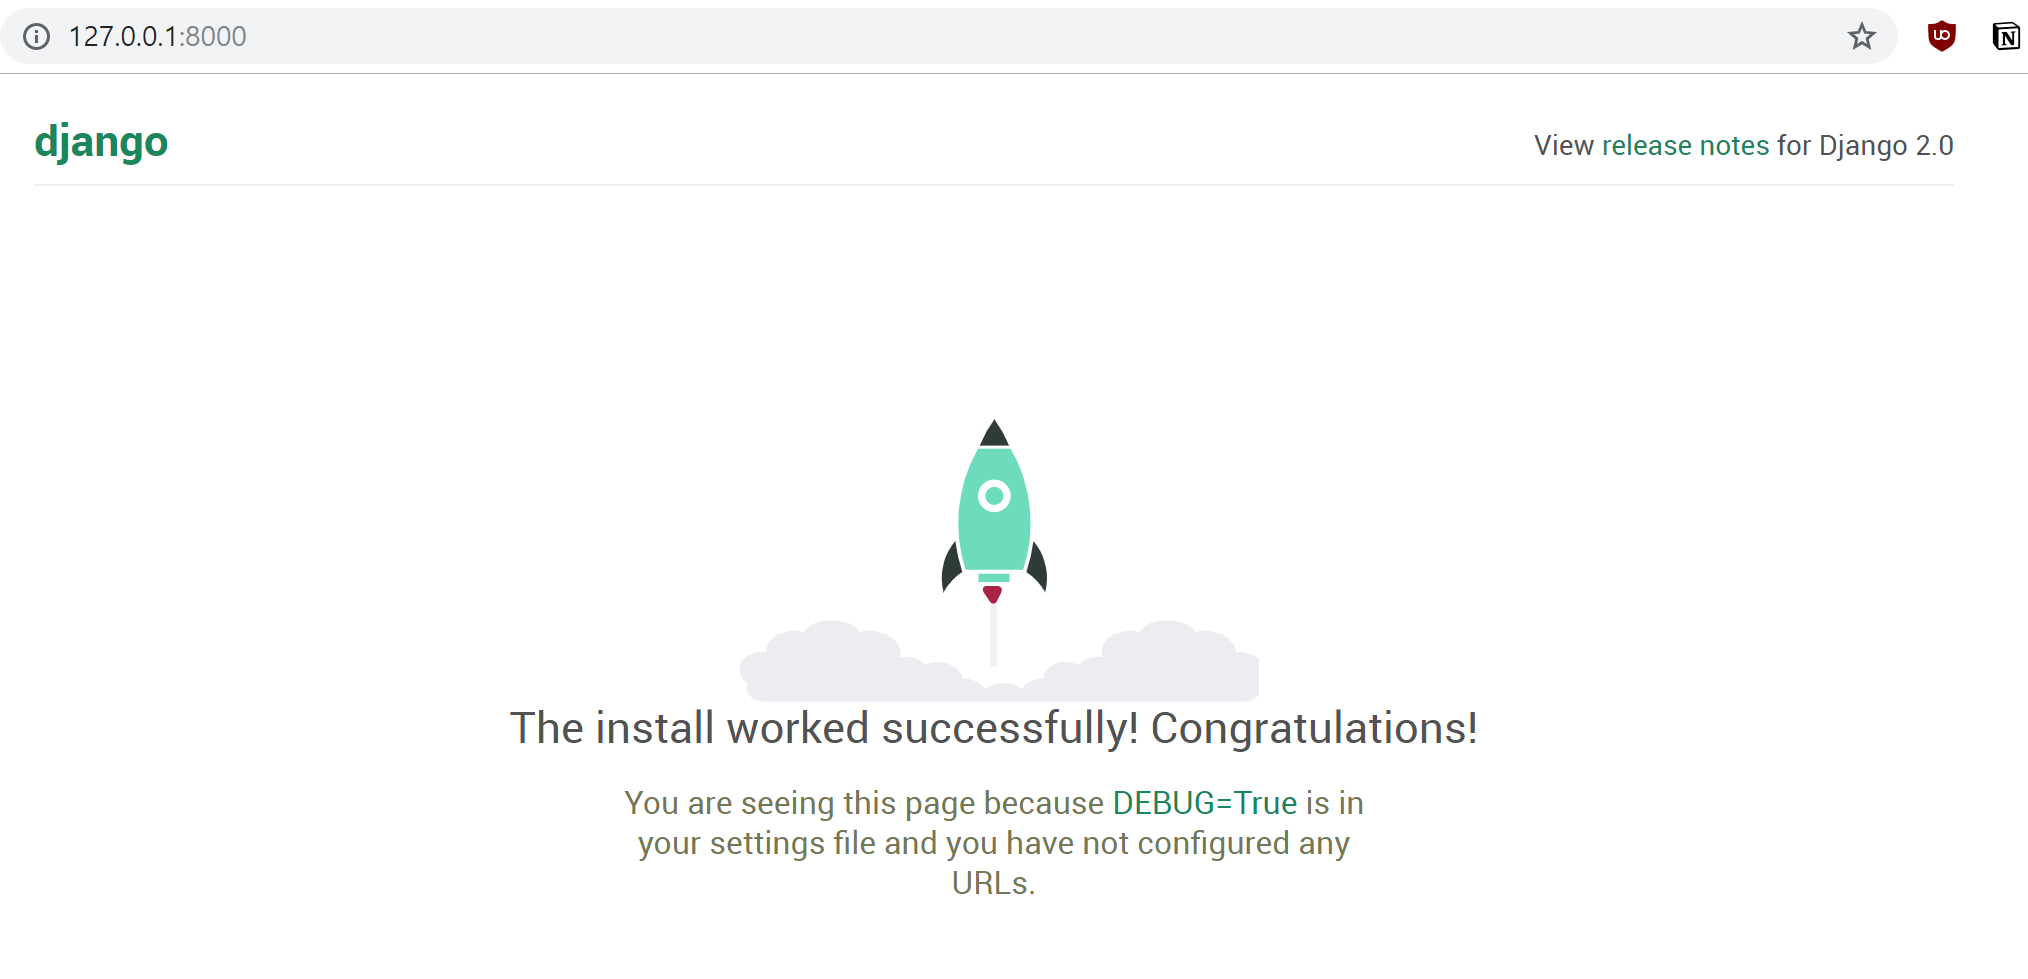 127.0.0.1:8000
django
View release notes for Django 2.0
The install worked successfully! Congratulations!
You are seeing this page because DEBUG=True is in
your settings file and you have not configured any
URLs.